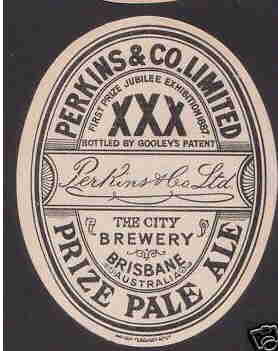 PERKINS & CO. LIMITED
FIRST PRIZE JUBILEE EXHIBITION 1887
XXX
BOTTLED BY GOOLEY'S PATENT
Perkins & Co Ltd.
THE CITY
BREWERY
BRISBANE
AUSTRALIA
PRIZE PALE ALE